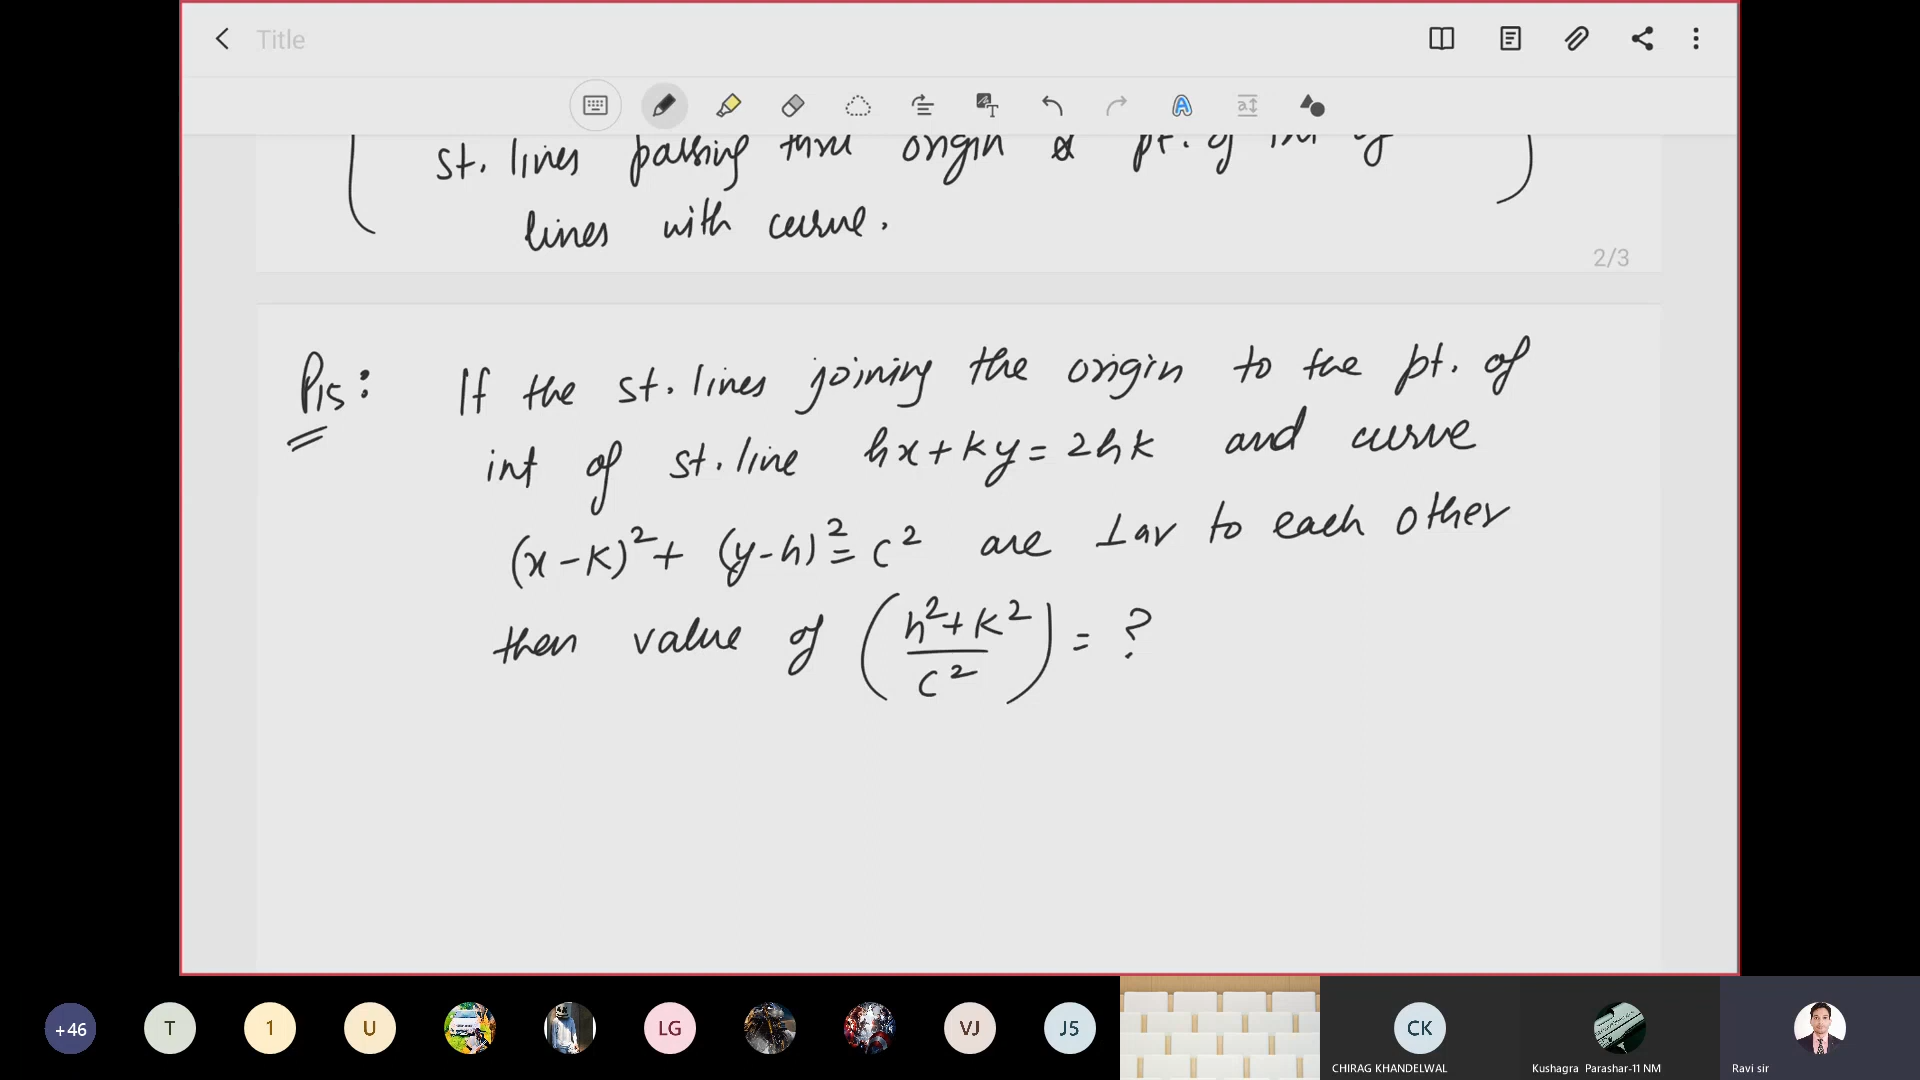 Title
st. lines passing thru origin & pt. of int of
lines with curve.
2/3
P15: If the st. lines joining the origin to the pt. of
int of st. line hx + ky = 2hk and curve
(x-k)² + (y-h)² = c² are ⊥ar to each other
then value of (h²+k²/c²) = ?
+46
T
1
U
LG
VJ
J5
CK
CHIRAG KHANDELWAL
Kushagra Parashar-11 NM
Ravi sir